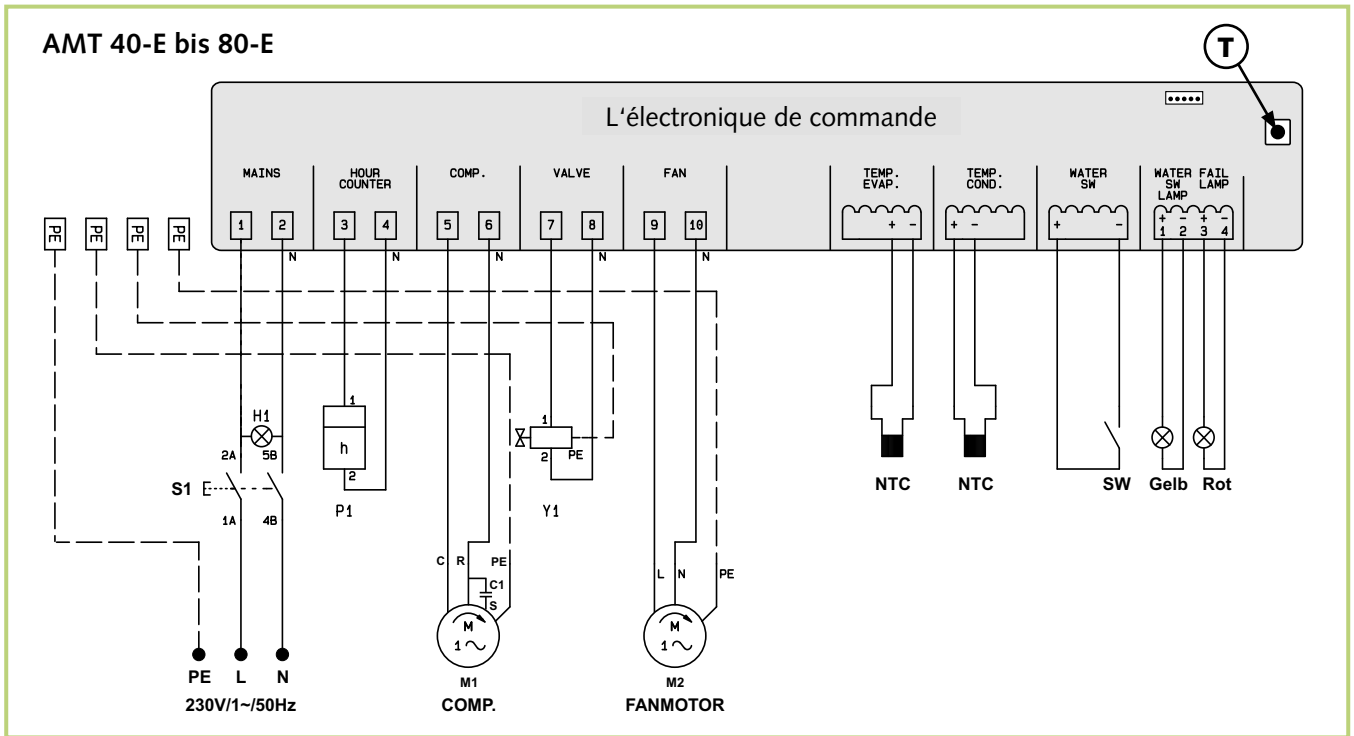 AMT 40-E bis 80-E
T
L‘électronique de commande
MAINS
HOUR
COUNTER
COMP.
VALVE
FAN
TEMP.
EVAP.
TEMP.
COND.
WATER
SW
WATER
SW
LAMP
FAIL
LAMP
PE PE PE PE
1 2 3 4 5 6 7 8 9 10
+ -
+ -
+ -
+ - + -
1 2 3 4
N N N N N
H1
2A 5B
S1
1A 4B
1
h
2
P1
1
2 PE
Y1
NTC NTC SW Gelb Rot
C R PE
C1
S
M
1~
L N PE
M
1~
PE L N
230V/1~/50Hz
M1
COMP.
M2
FANMOTOR